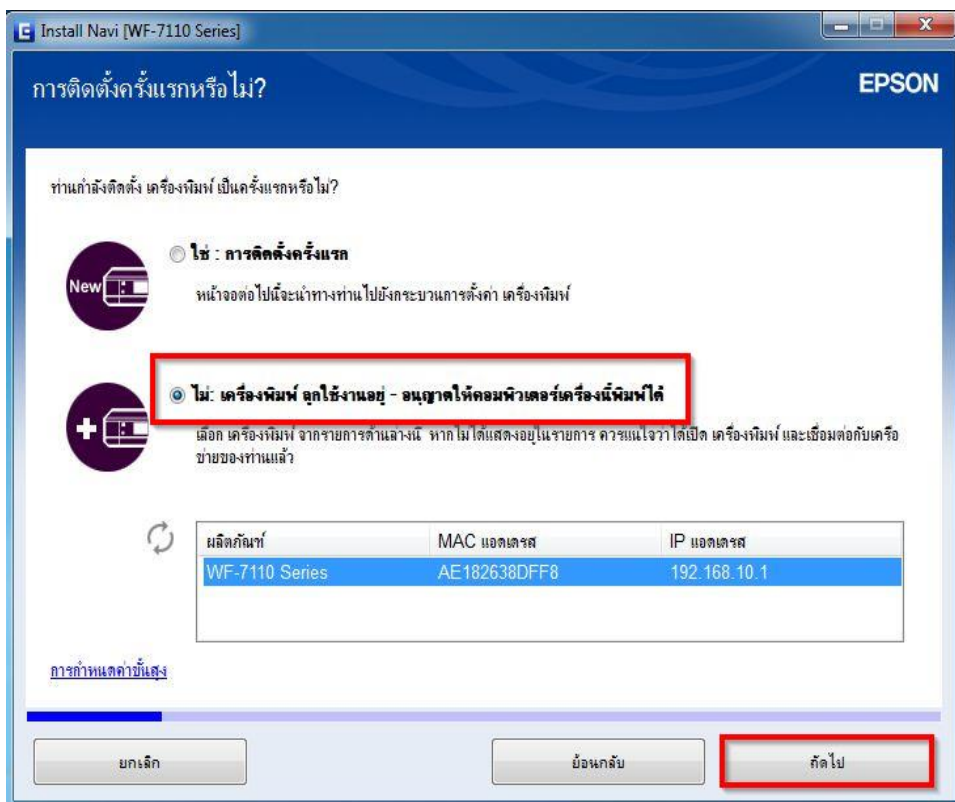 Install Navi [WF-7110 Series]
การติดตั้งครั้งแรกหรือไม่?
EPSON
ท่านกำลังติดตั้ง เครื่องพิมพ์ เป็นครั้งแรกหรือไม่?
New
ใช่ : การติดตั้งครั้งแรก
หน้าจอต่อไปนี้จะนำทางท่านไปยังกระบวนการตั้งค่า เครื่องพิมพ์
ไม่: เครื่องพิมพ์ ถูกใช้งานอยู่ - อนุญาตให้คอมพิวเตอร์เครื่องนี้พิมพ์ได้
เลือก เครื่องพิมพ์ จากรายการด้านล่างนี้ หากไม่ได้แสดงอยู่ในรายการ ควรแน่ใจว่าได้เปิด เครื่องพิมพ์ และเชื่อมต่อกับเครือ
ข่ายของท่านแล้ว
ผลิตภัณฑ์ MAC แอดเดรส IP แอดเดรส
WF-7110 Series AE182638DFF8 192.168.10.1
การกำหนดค่าขั้นสูง
ยกเลิก ย้อนกลับ ถัดไป